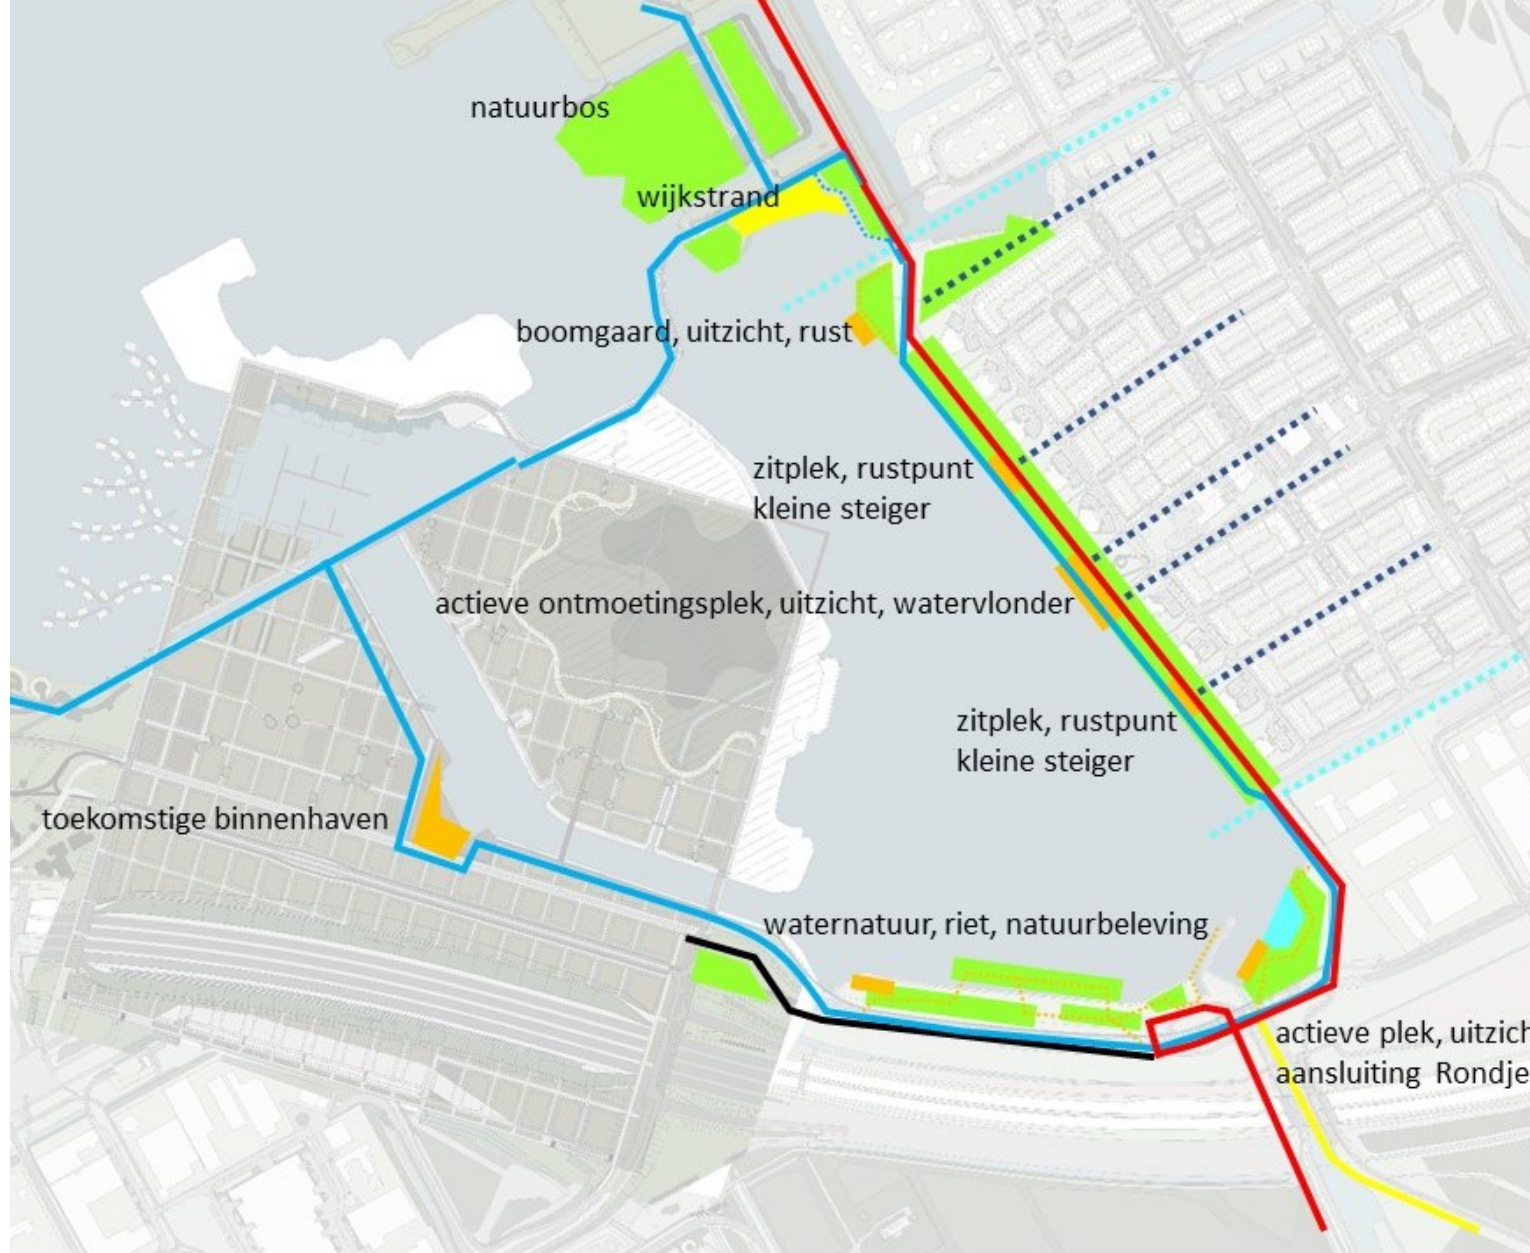 natuurbos
wijkstrand
boomgaard, uitzicht, rust
zitplek, rustpunt
kleine steiger
actieve ontmoetingsplek, uitzicht, watervlonder
zitplek, rustpunt
kleine steiger
toekomstige binnenhaven
waternatuur, riet, natuurbeleving
actieve plek, uitzich
aansluiting Rondje